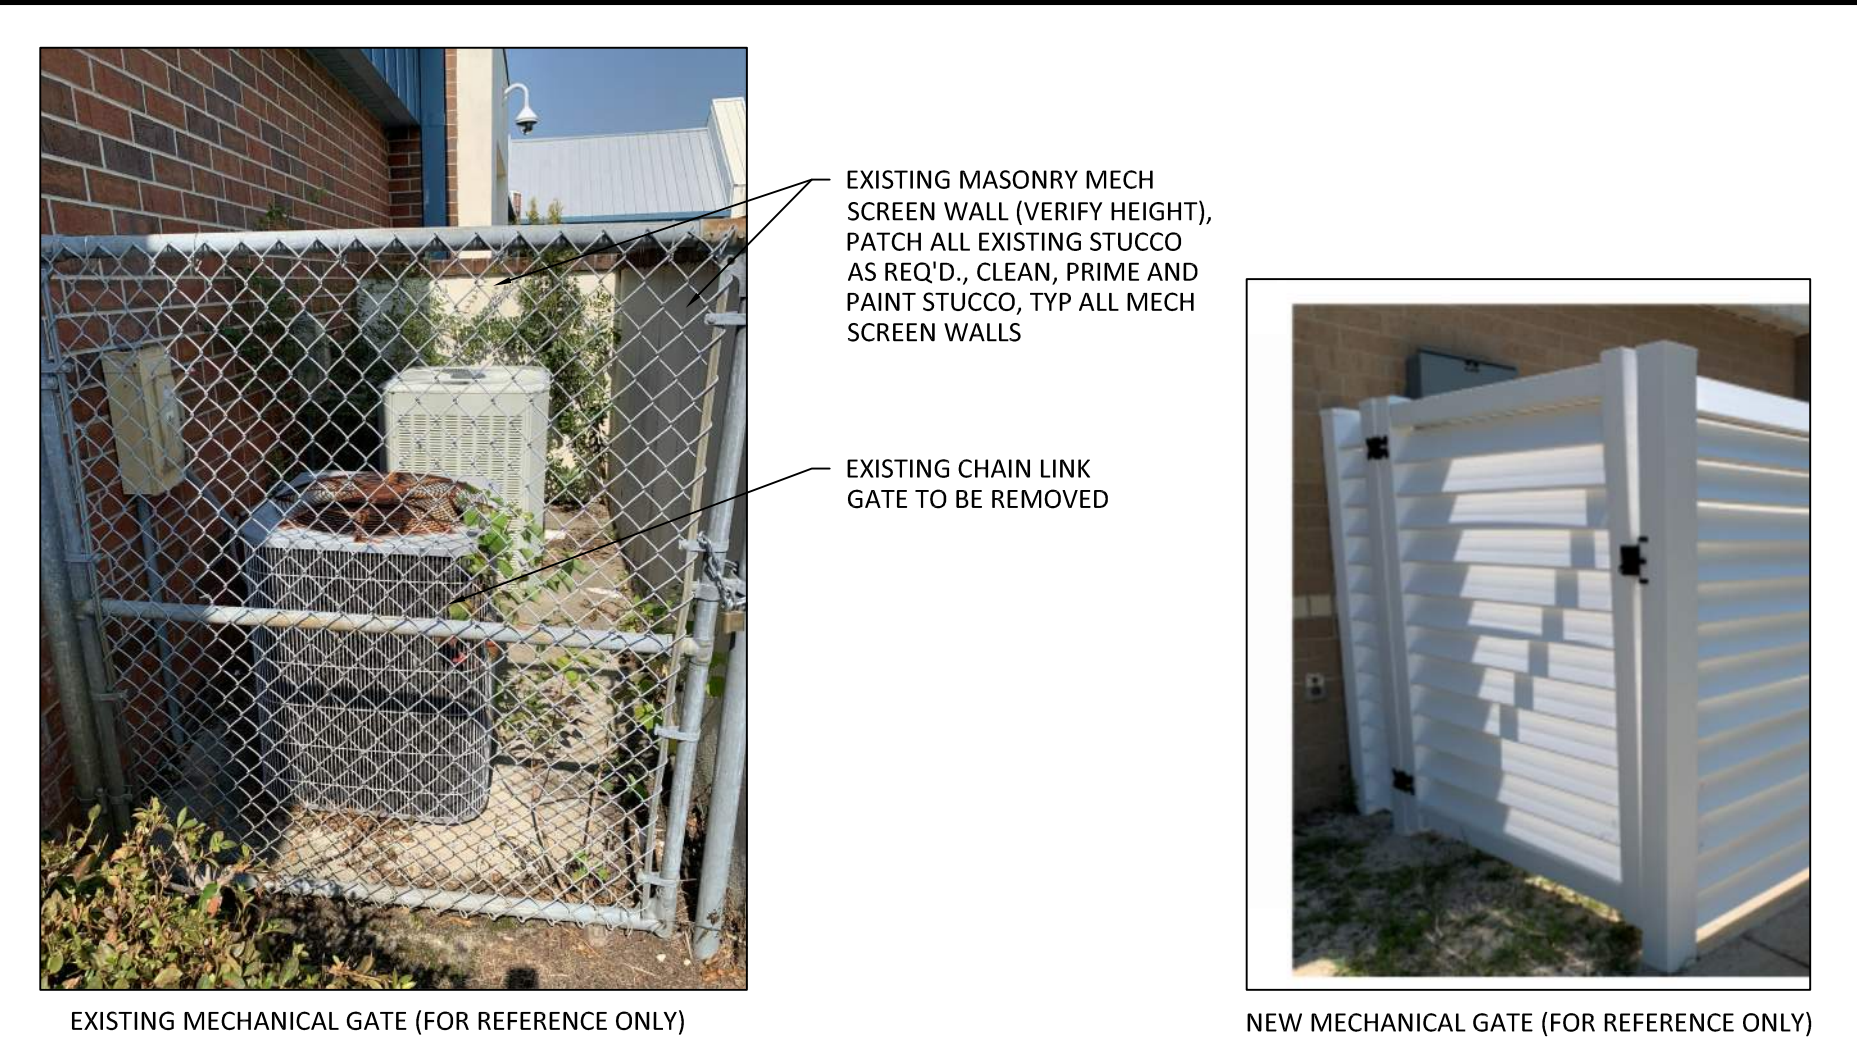 EXISTING MASONRY MECH
SCREEN WALL (VERIFY HEIGHT),
PATCH ALL EXISTING STUCCO
AS REQ'D., CLEAN, PRIME AND
PAINT STUCCO, TYP ALL MECH
SCREEN WALLS
EXISTING CHAIN LINK
GATE TO BE REMOVED
EXISTING MECHANICAL GATE (FOR REFERENCE ONLY)
NEW MECHANICAL GATE (FOR REFERENCE ONLY)